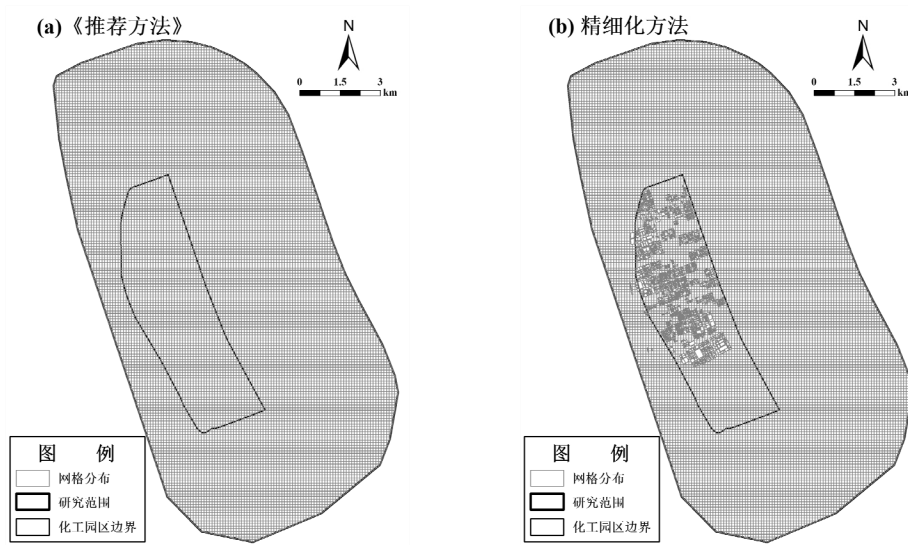 (a)《推荐方法》
N
0 1.5 3
km
图 例
网格分布
研究范围
化工园区边界
(b) 精细化方法
N
0 1.5 3
km
图 例
网格分布
研究范围
化工园区边界